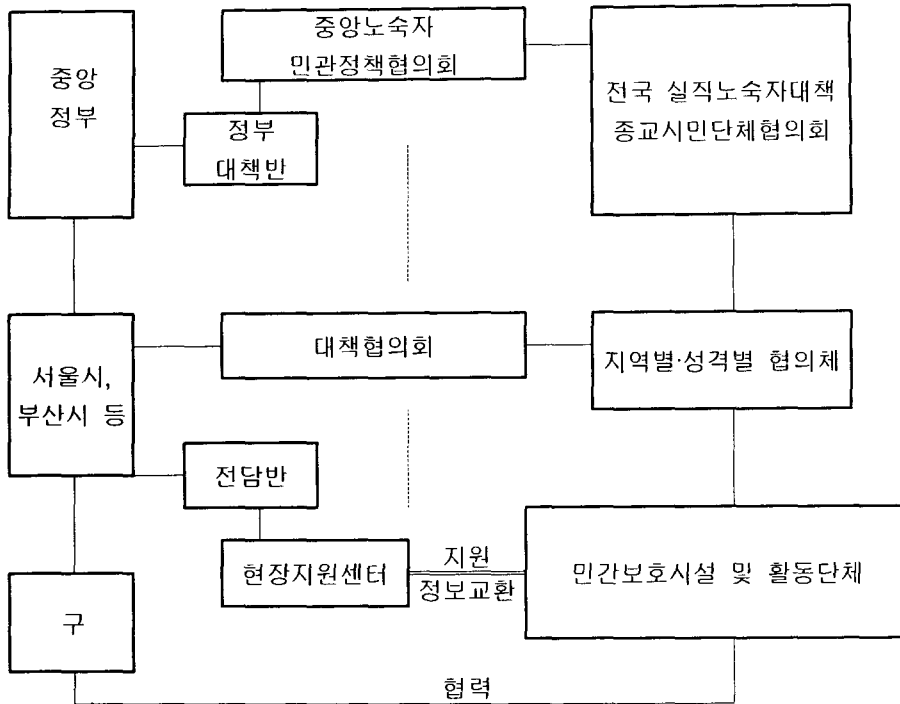 중앙
정부
중앙노숙자
민관정책협의회
정부
대책반
전국 실직노숙자대책
종교시민단체협의회
서울시,
부산시 등
대책협의회
지역별·성격별 협의체
전담반
현장지원센터
지원
정보교환
민간보호시설 및 활동단체
구
협력